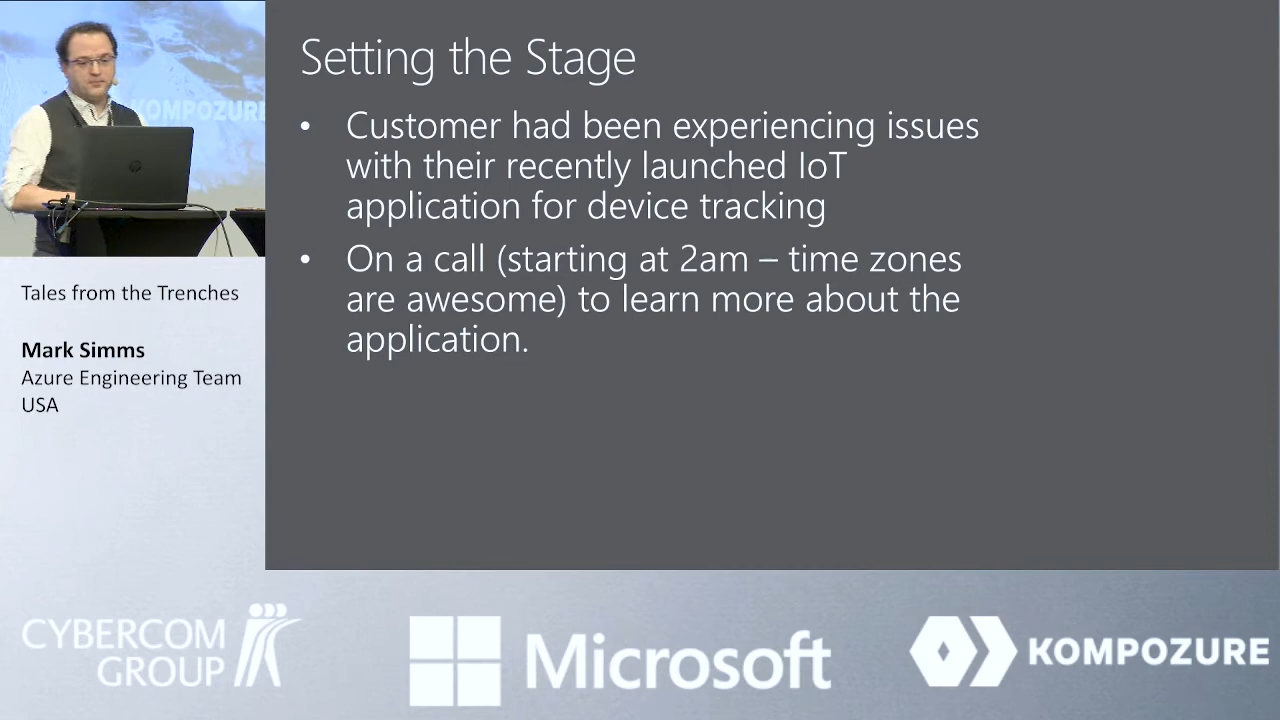 KOMPOZURE
Tales from the Trenches
Mark Simms
Azure Engineering Team
USA
Setting the Stage
• Customer had been experiencing issues
with their recently launched IoT
application for device tracking
• On a call (starting at 2am – time zones
are awesome) to learn more about the
application.
CYBERCOM
GROUP
Microsoft
KOMPOZURE